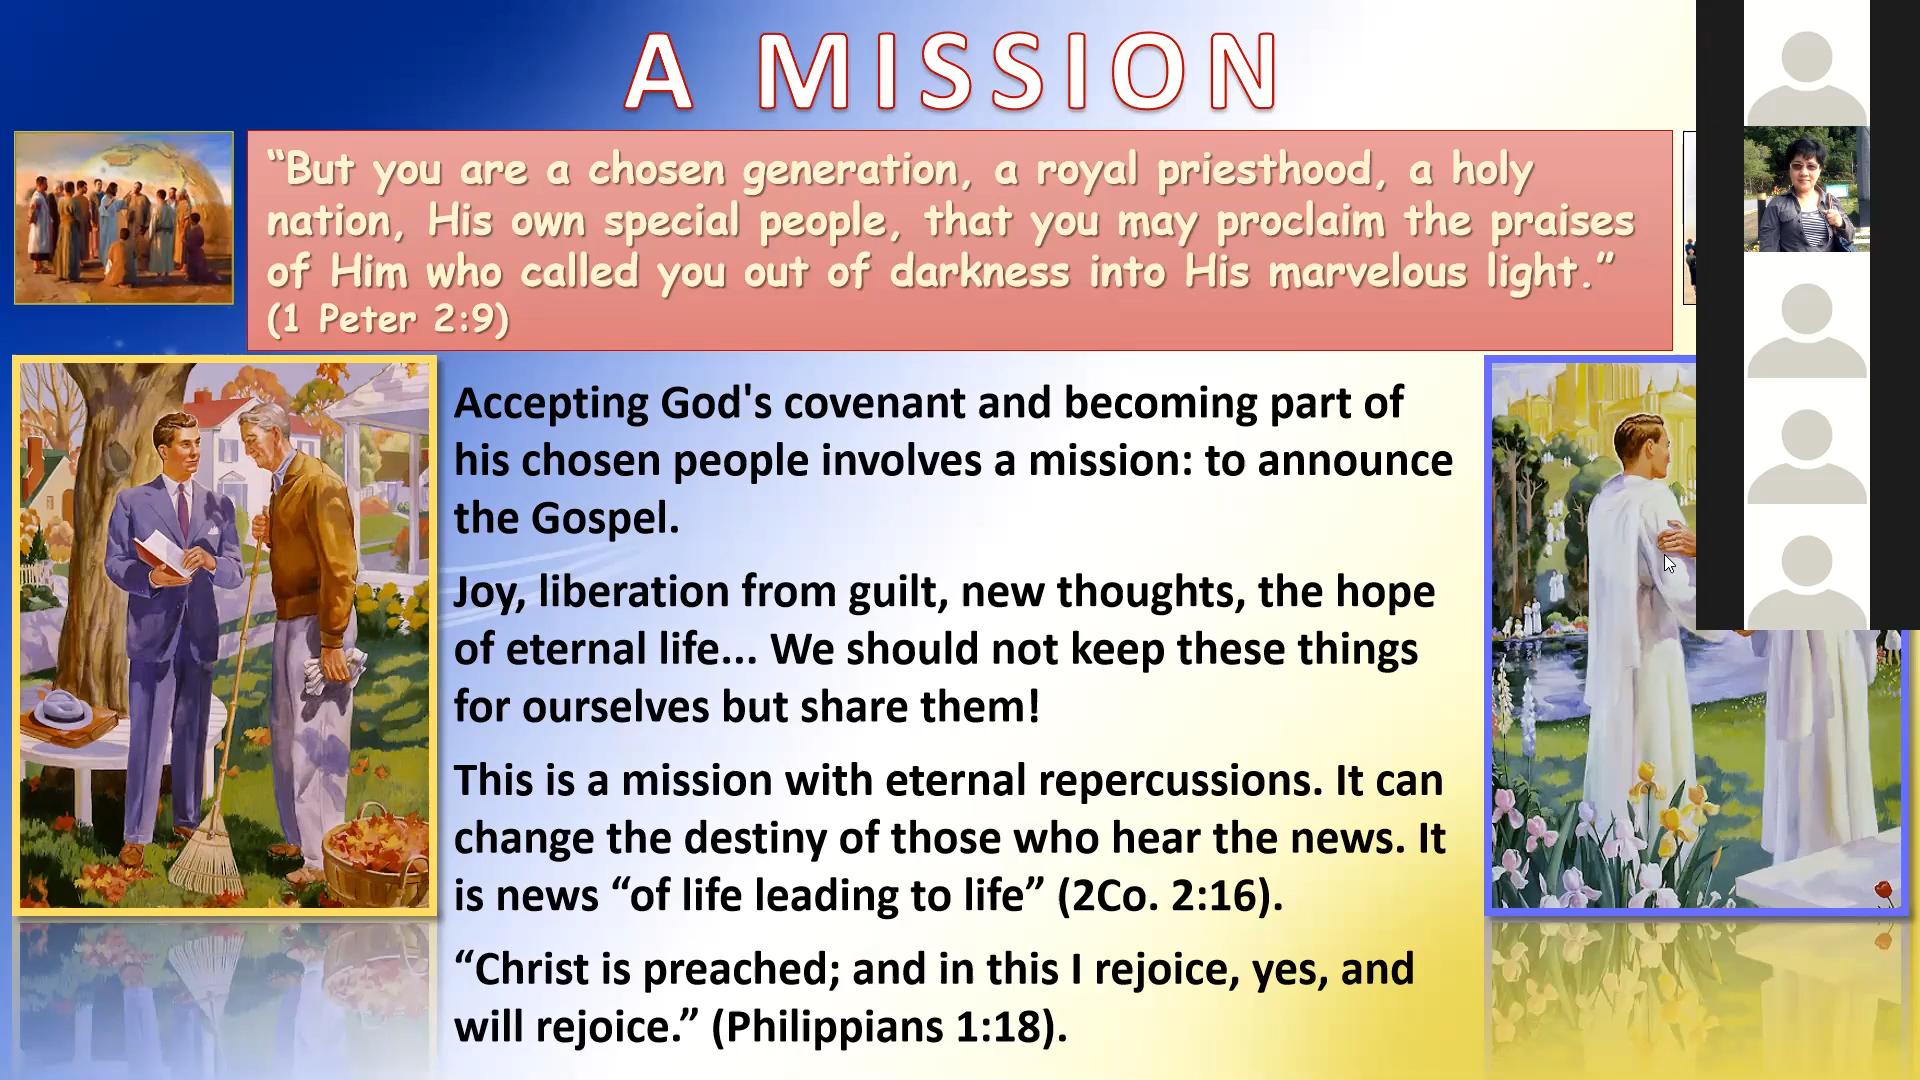 A MISSION
“But you are a chosen generation, a royal priesthood, a holy
nation, His own special people, that you may proclaim the praises
of Him who called you out of darkness into His marvelous light.”
(1 Peter 2:9)
Accepting God's covenant and becoming part of
his chosen people involves a mission: to announce
the Gospel.
Joy, liberation from guilt, new thoughts, the hope
of eternal life... We should not keep these things
for ourselves but share them!
This is a mission with eternal repercussions. It can
change the destiny of those who hear the news. It
is news “of life leading to life” (2Co. 2:16).
“Christ is preached; and in this I rejoice, yes, and
will rejoice.” (Philippians 1:18).